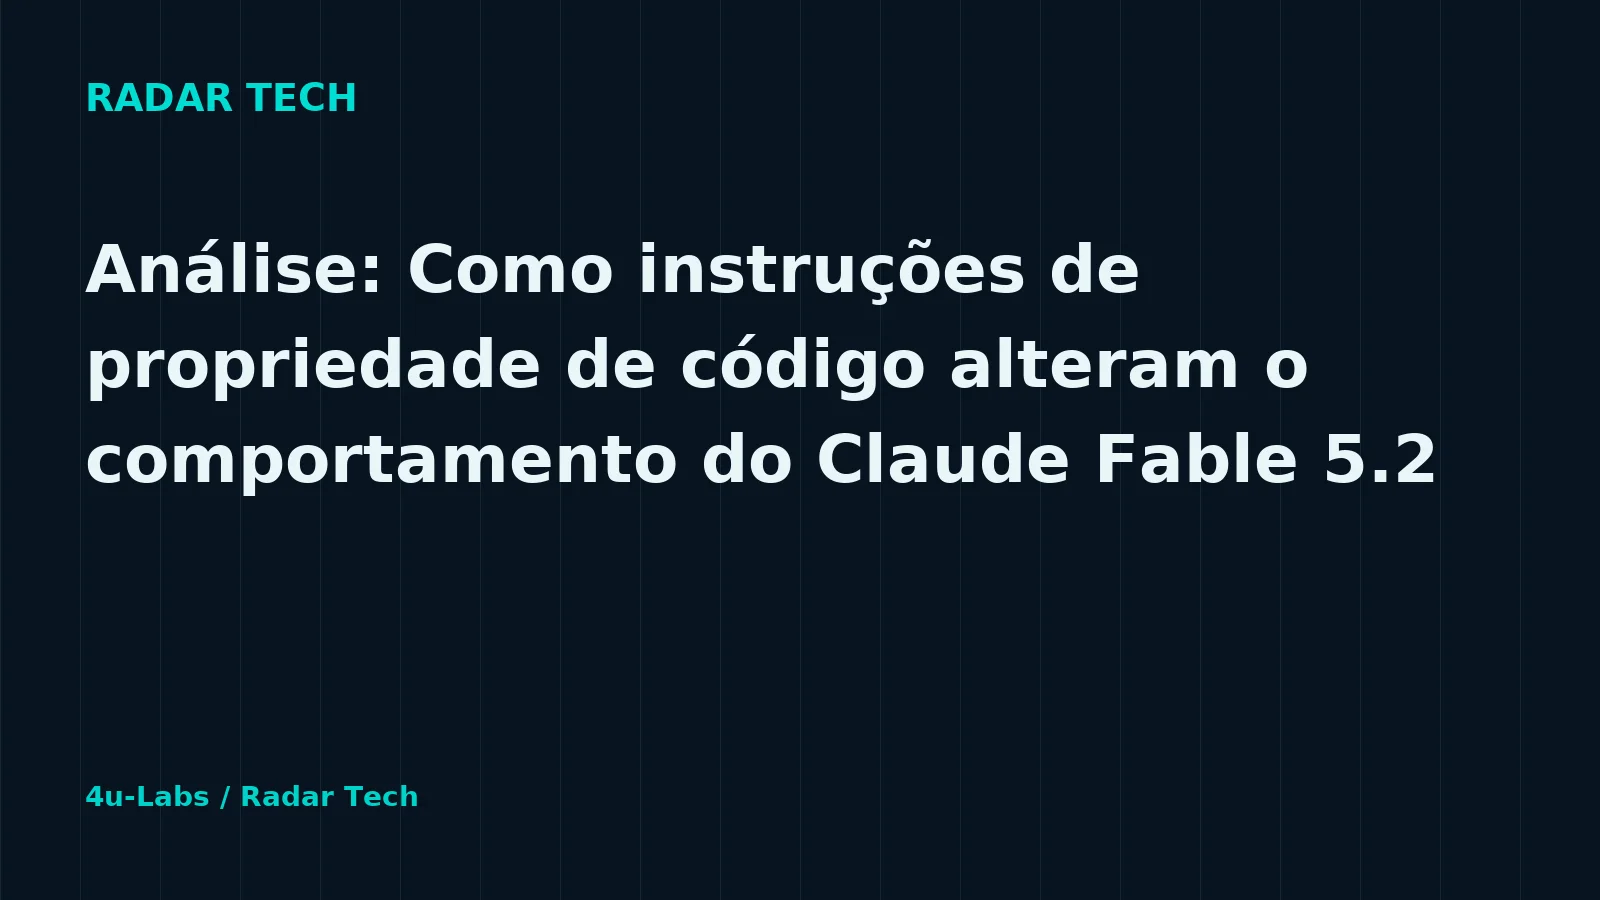 RADAR TECH
Análise: Como instruções de
propriedade de código alteram o
comportamento do Claude Fable 5.2
4u-Labs / Radar Tech